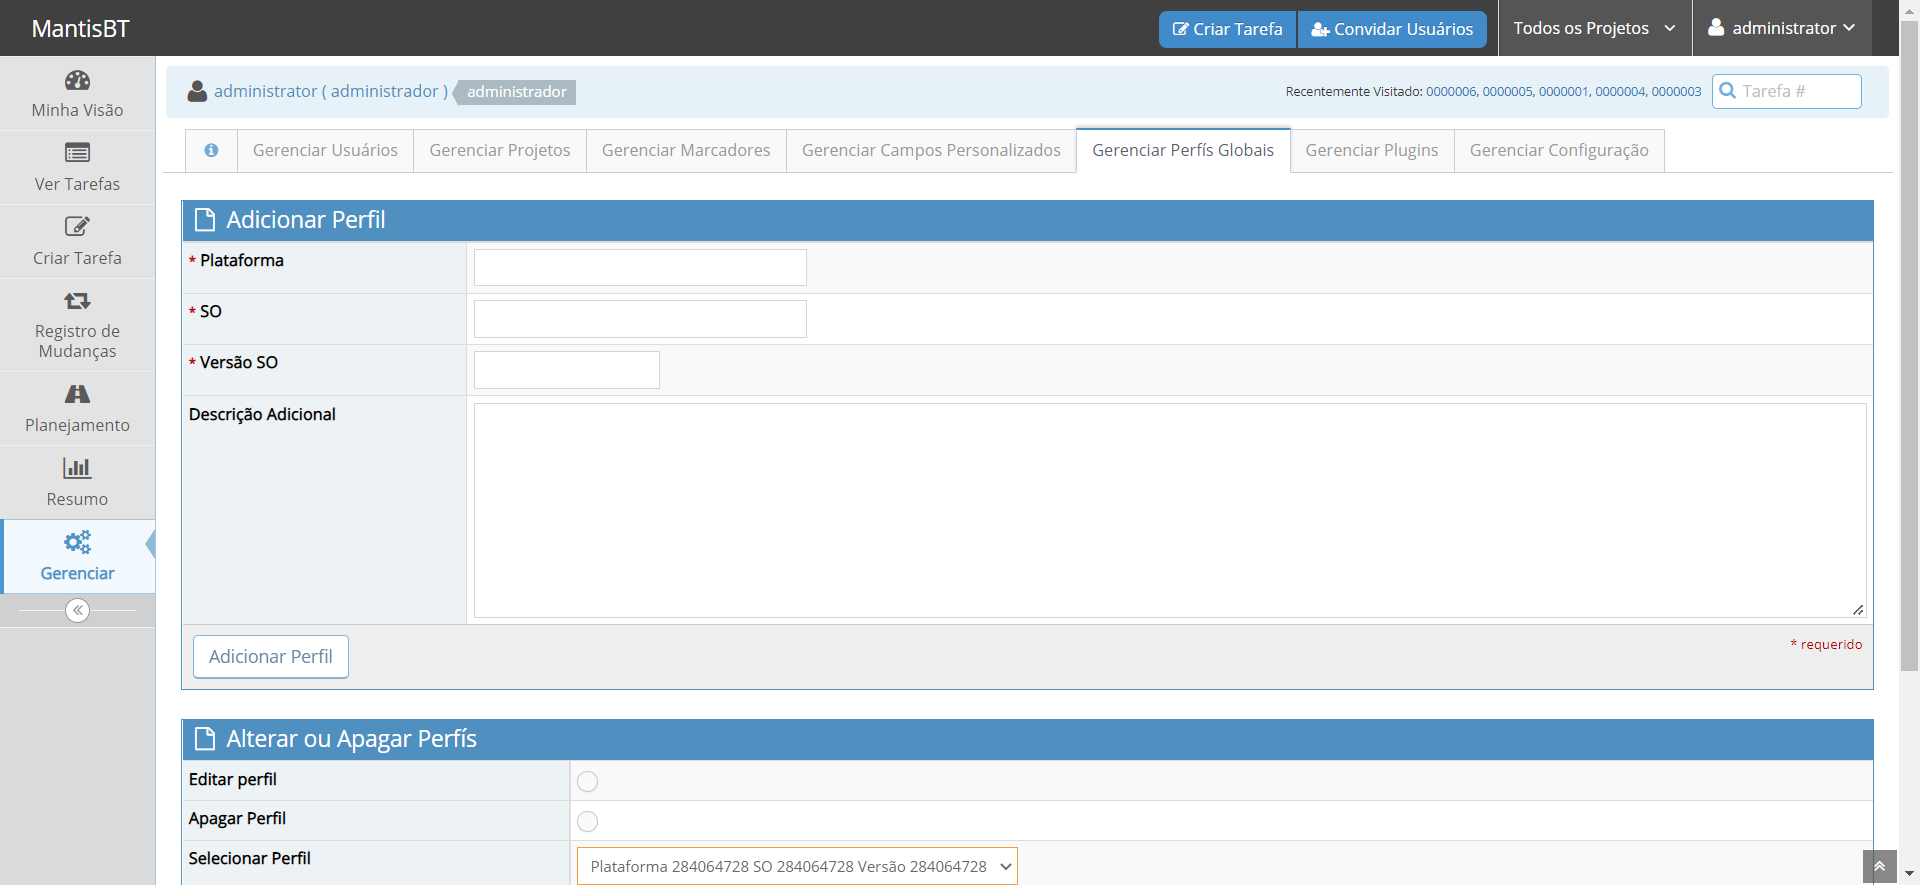 MantisBT
Criar Tarefa
Convidar Usuários
Todos os Projetos
administrator
Minha Visão
Ver Tarefas
Criar Tarefa
Registro de
Mudanças
Planejamento
Resumo
Gerenciar
administrator ( administrador )
administrador
Recentemente Visitado: 0000006, 0000005, 0000001, 0000004, 0000003
Tarefa #
Gerenciar Usuários
Gerenciar Projetos
Gerenciar Marcadores
Gerenciar Campos Personalizados
Gerenciar Perfís Globais
Gerenciar Plugins
Gerenciar Configuração
Adicionar Perfil
* Plataforma
* SO
* Versão SO
Descrição Adicional
Adicionar Perfil
* requerido
Alterar ou Apagar Perfís
Editar perfil
Apagar Perfil
Selecionar Perfil
Plataforma 284064728 SO 284064728 Versão 284064728